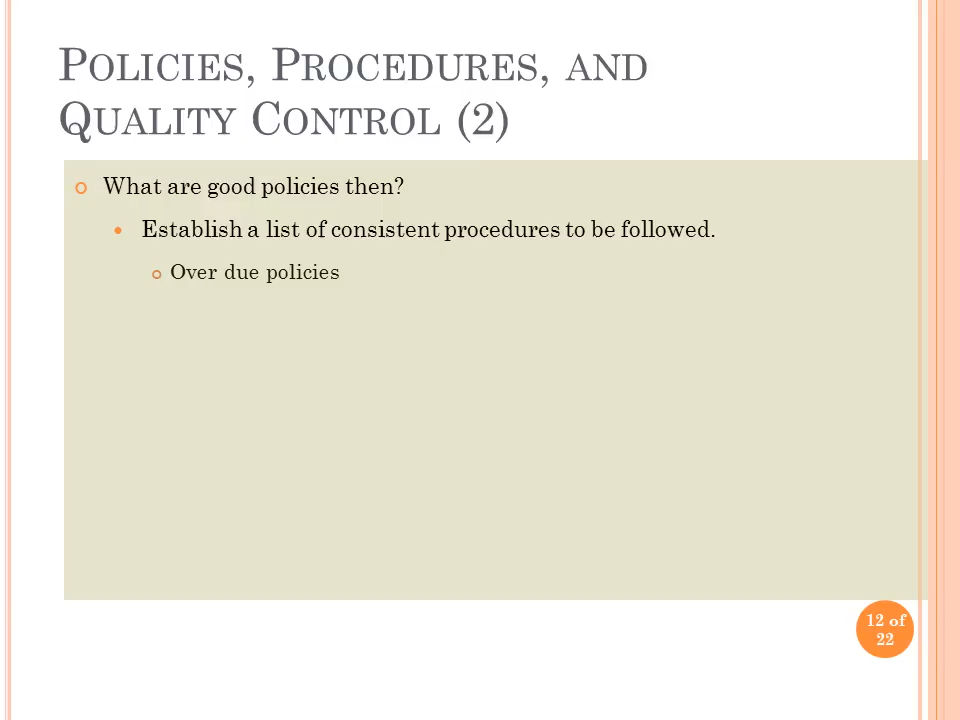 Policies, Procedures, and
Quality Control (2)
What are good policies then?
Establish a list of consistent procedures to be followed.
Over due policies
12 of
22